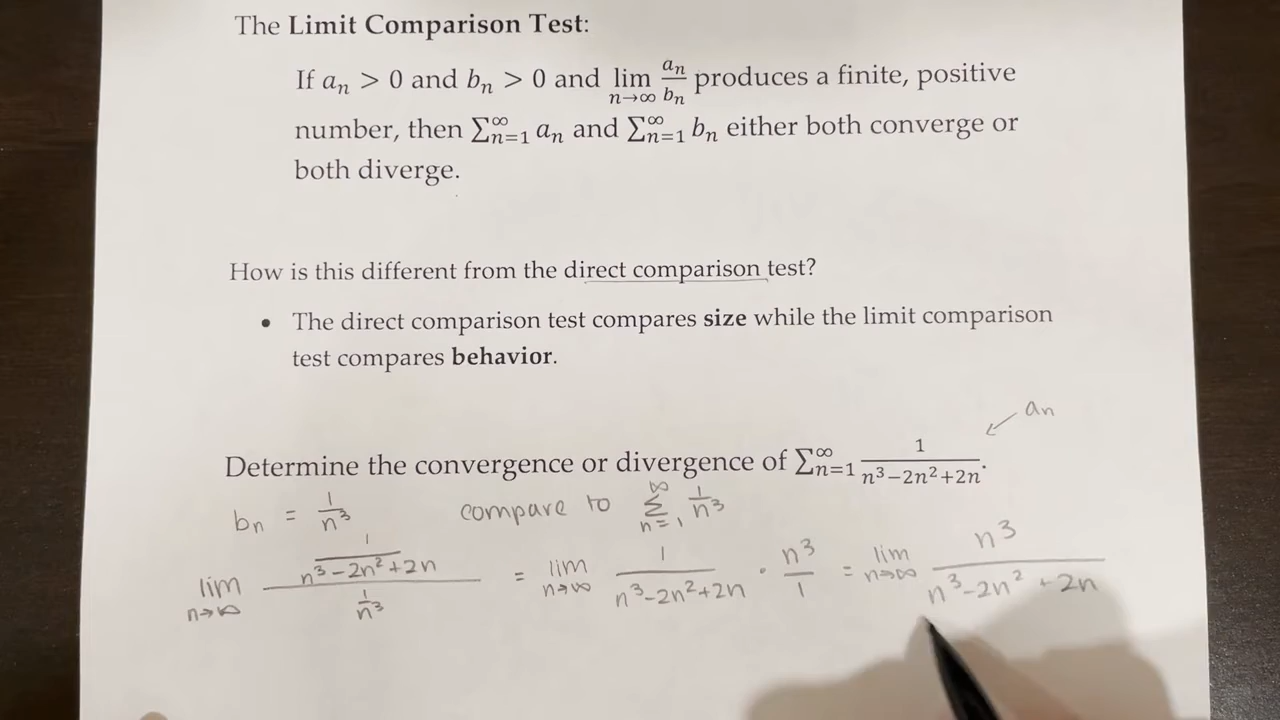 The Limit Comparison Test:
If aₙ > 0 and bₙ > 0 and lim n→∞ aₙ/bₙ produces a finite, positive
number, then ∑ₙ₌₁^∞ aₙ and ∑ₙ₌₁^∞ bₙ either both converge or
both diverge.
How is this different from the direct comparison test?
• The direct comparison test compares size while the limit comparison
test compares behavior.
aₙ
Determine the convergence or divergence of ∑ₙ₌₁^∞ 1/(n³−2n²+2n).
bₙ = 1/n³ compare to ∑ₙ₌₁^∞ 1/n³
lim n→∞ (1/(n³−2n²+2n))/(1/n³) = lim n→∞ 1/(n³−2n²+2n) · n³/1 = lim n→∞ n³/(n³−2n²+2n)